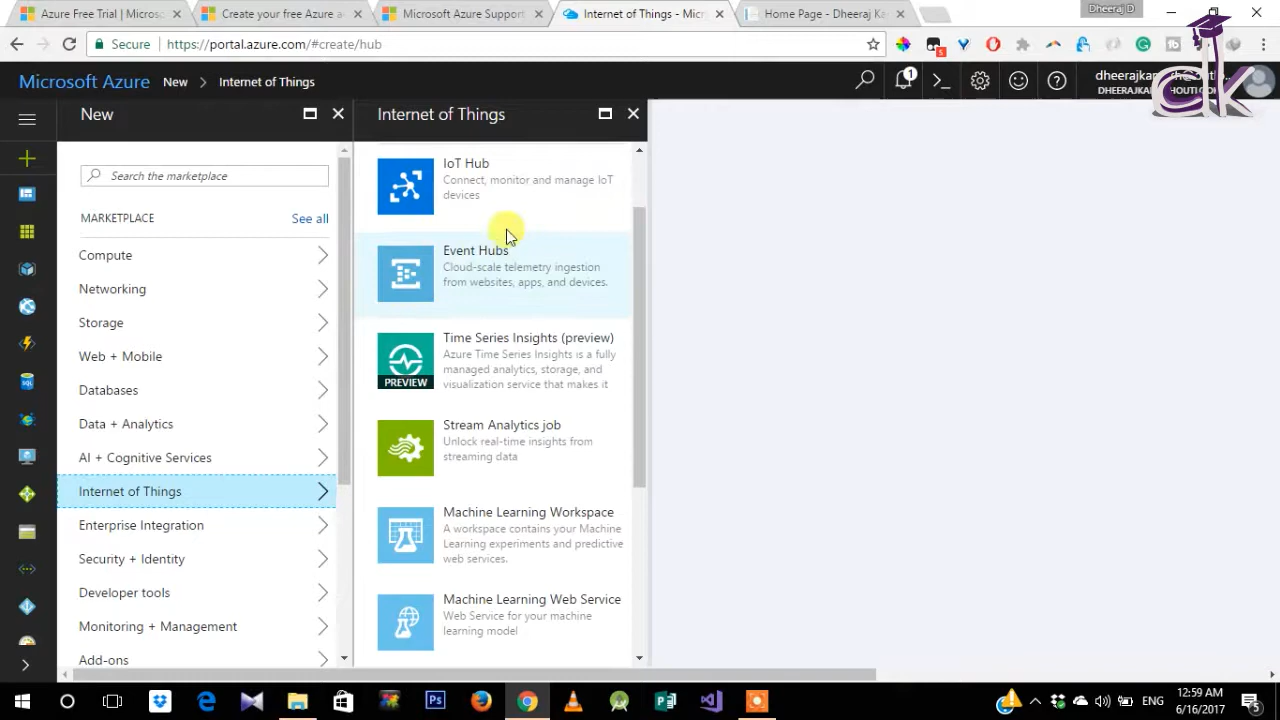 Azure Free Trial | Micros
Create your free Azure a
Microsoft Azure Support
Internet of Things - Micr
Home Page - Dheeraj Ka
Dheeraj D
Secure
https://portal.azure.com/#create/hub
5
Microsoft Azure New > Internet of Things
1
New
Internet of Things
Search the marketplace
MARKETPLACE
See all
Compute
Networking
Storage
Web + Mobile
Databases
Data + Analytics
AI + Cognitive Services
Internet of Things
Enterprise Integration
Security + Identity
Developer tools
Monitoring + Management
Add-ons
IoT Hub
Connect, monitor and manage IoT
devices
Event Hubs
Cloud-scale telemetry ingestion
from websites, apps, and devices.
Time Series Insights (preview)
Azure Time Series Insights is a fully
managed analytics, storage, and
visualization service that makes it
PREVIEW
Stream Analytics job
Unlock real-time insights from
streaming data
Machine Learning Workspace
A workspace contains your Machine
Learning experiments and predictive
web services.
Machine Learning Web Service
Web Service for your machine
learning model
SQL
Ps
ENG
12:59 AM
6/16/2017
5